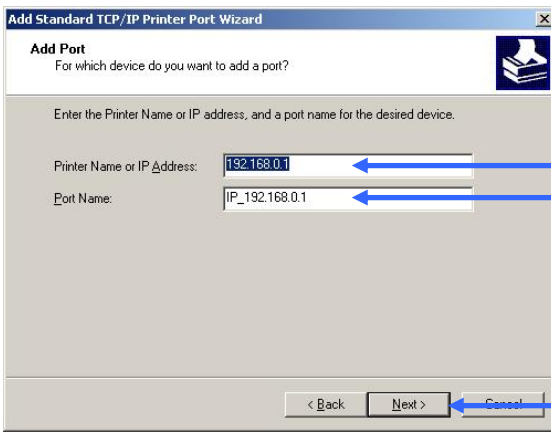 Add Standard TCP/IP Printer Port Wizard
Add Port
For which device do you want to add a port?
Enter the Printer Name or IP address, and a port name for the desired device.
Printer Name or IP Address: 192.168.0.1
Port Name: IP_192.168.0.1
< Back Next > Cancel